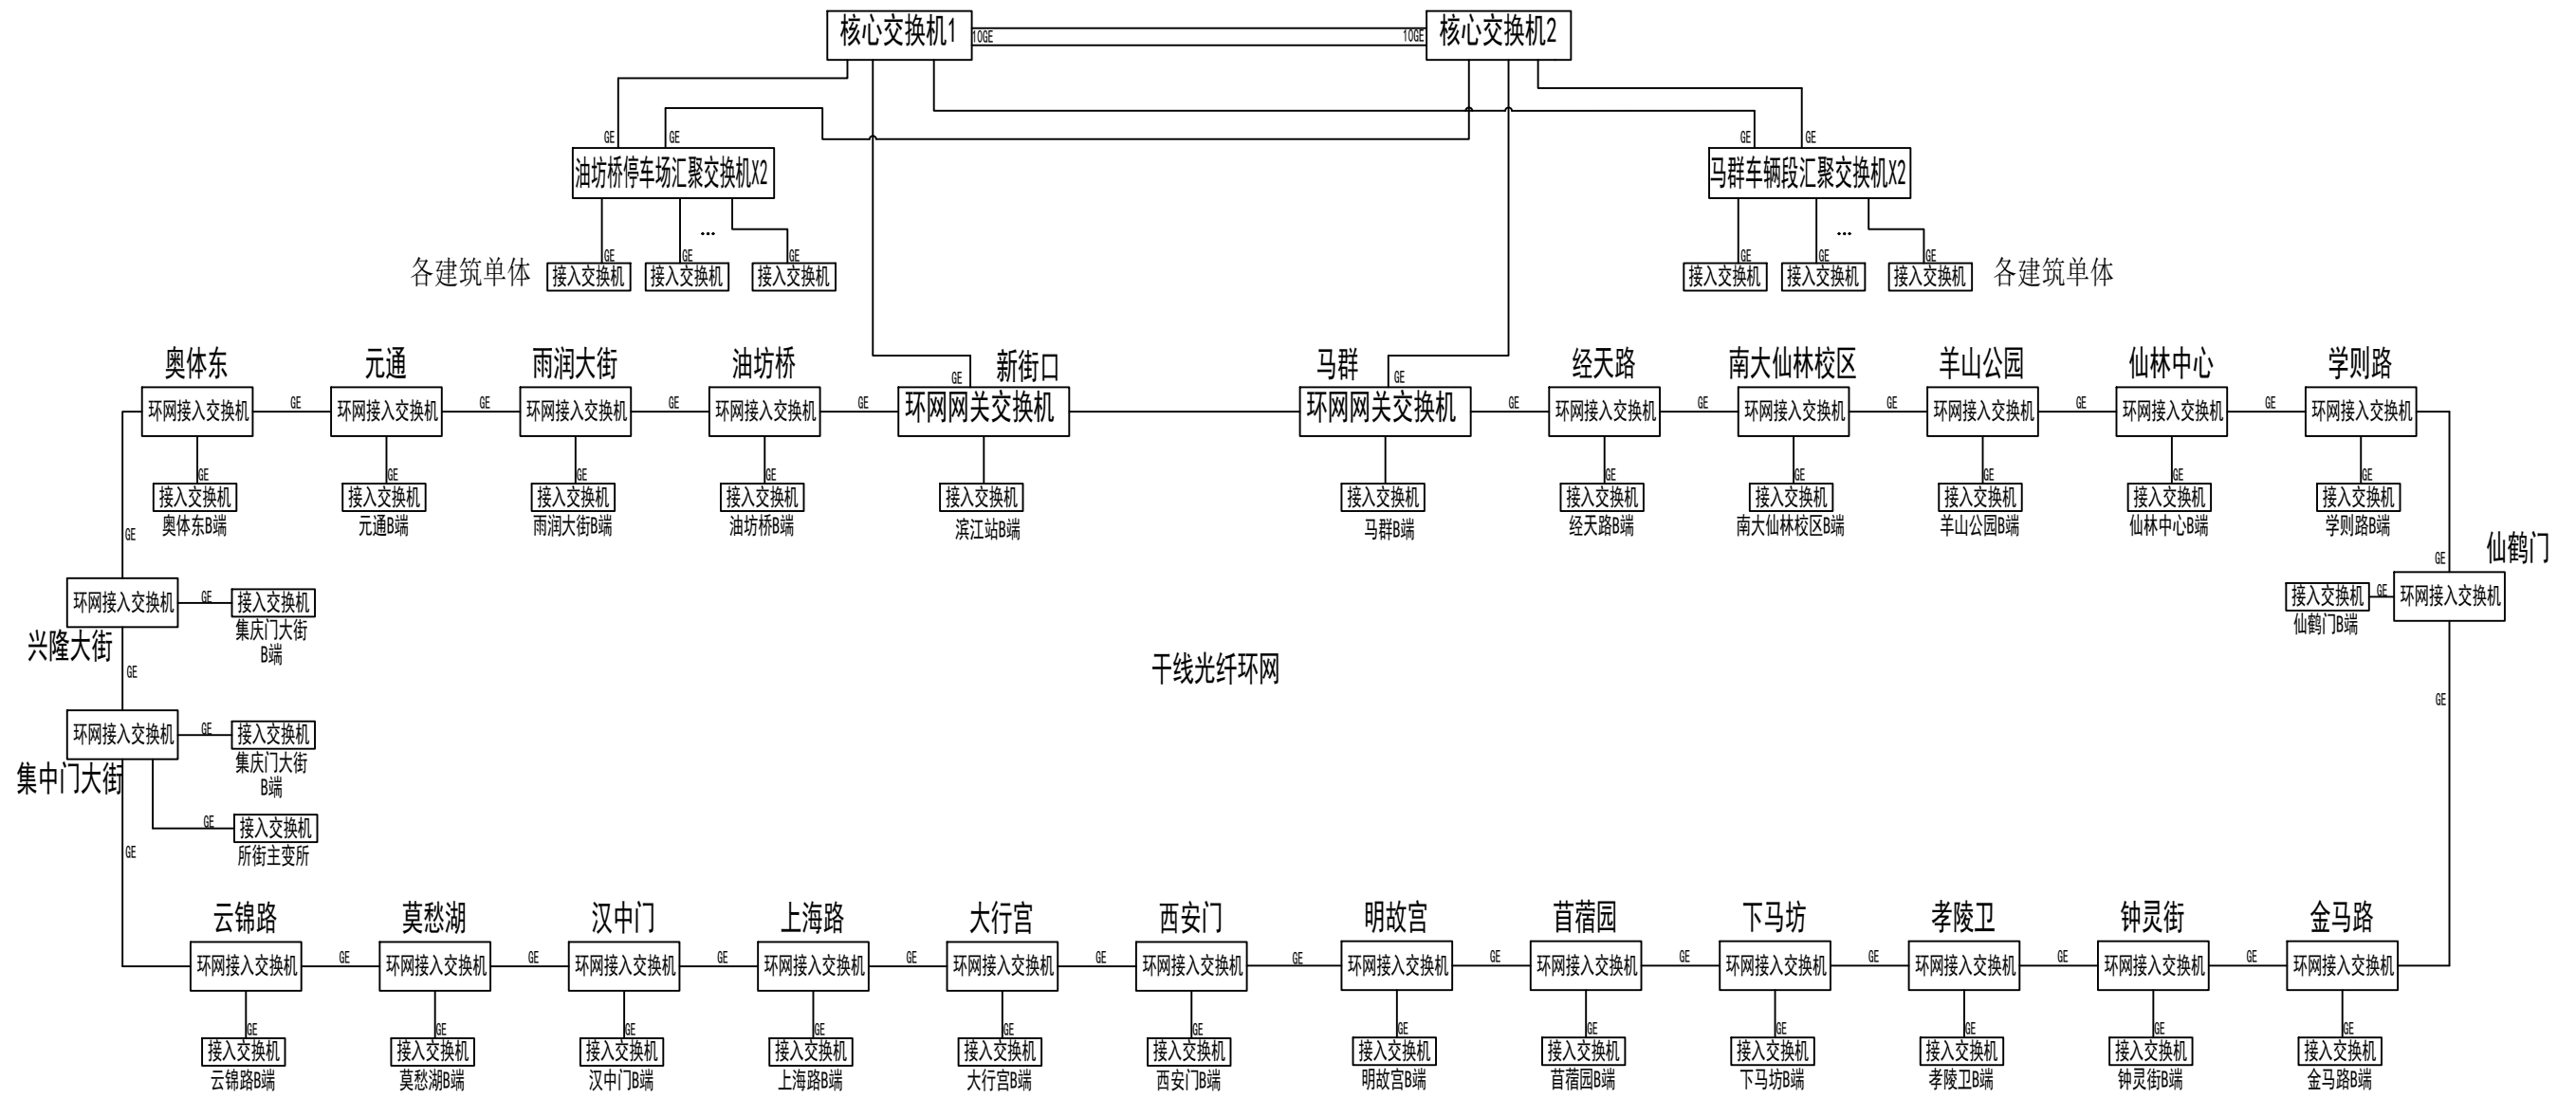 核心交换机1
10GE
10GE
核心交换机2
GE
GE
GE
GE
油坊桥停车场汇聚交换机X2
马群车辆段汇聚交换机X2
...
...
GE
GE
GE
GE
GE
GE
各建筑单体
接入交换机
接入交换机
接入交换机
接入交换机
接入交换机
接入交换机
各建筑单体
奥体东
元通
雨润大街
油坊桥
新街口
马群
经天路
南大仙林校区
羊山公园
仙林中心
学则路
GE
GE
环网接入交换机
GE
环网接入交换机
GE
环网接入交换机
GE
环网接入交换机
GE
环网网关交换机
环网网关交换机
GE
环网接入交换机
GE
环网接入交换机
GE
环网接入交换机
GE
环网接入交换机
GE
环网接入交换机
GE
GE
GE
GE
GE
GE
GE
GE
GE
接入交换机
接入交换机
接入交换机
接入交换机
接入交换机
接入交换机
接入交换机
接入交换机
接入交换机
接入交换机
接入交换机
奥体东B端
元通B端
雨润大街B端
油坊桥B端
滨江站B端
马群B端
经天路B端
南大仙林校区B端
羊山公园B端
仙林中心B端
学则路B端
GE
仙鹤门
GE
环网接入交换机
GE
接入交换机
接入交换机
GE
环网接入交换机
集庆门大街
B端
仙鹤门B端
兴隆大街
GE
干线光纤环网
GE
环网接入交换机
GE
接入交换机
集庆门大街
B端
集中门大街
GE
接入交换机
所街主变所
GE
云锦路
莫愁湖
汉中门
上海路
大行宫
西安门
明故宫
苜蓿园
下马坊
孝陵卫
钟灵街
金马路
环网接入交换机
GE
环网接入交换机
GE
环网接入交换机
GE
环网接入交换机
GE
环网接入交换机
GE
环网接入交换机
GE
环网接入交换机
GE
环网接入交换机
GE
环网接入交换机
GE
环网接入交换机
GE
环网接入交换机
GE
环网接入交换机
GE
GE
GE
GE
GE
GE
GE
GE
GE
GE
GE
GE
接入交换机
接入交换机
接入交换机
接入交换机
接入交换机
接入交换机
接入交换机
接入交换机
接入交换机
接入交换机
接入交换机
接入交换机
云锦路B端
莫愁湖B端
汉中门B端
上海路B端
大行宫B端
西安门B端
明故宫B端
苜蓿园B端
下马坊B端
孝陵卫B端
钟灵街B端
金马路B端